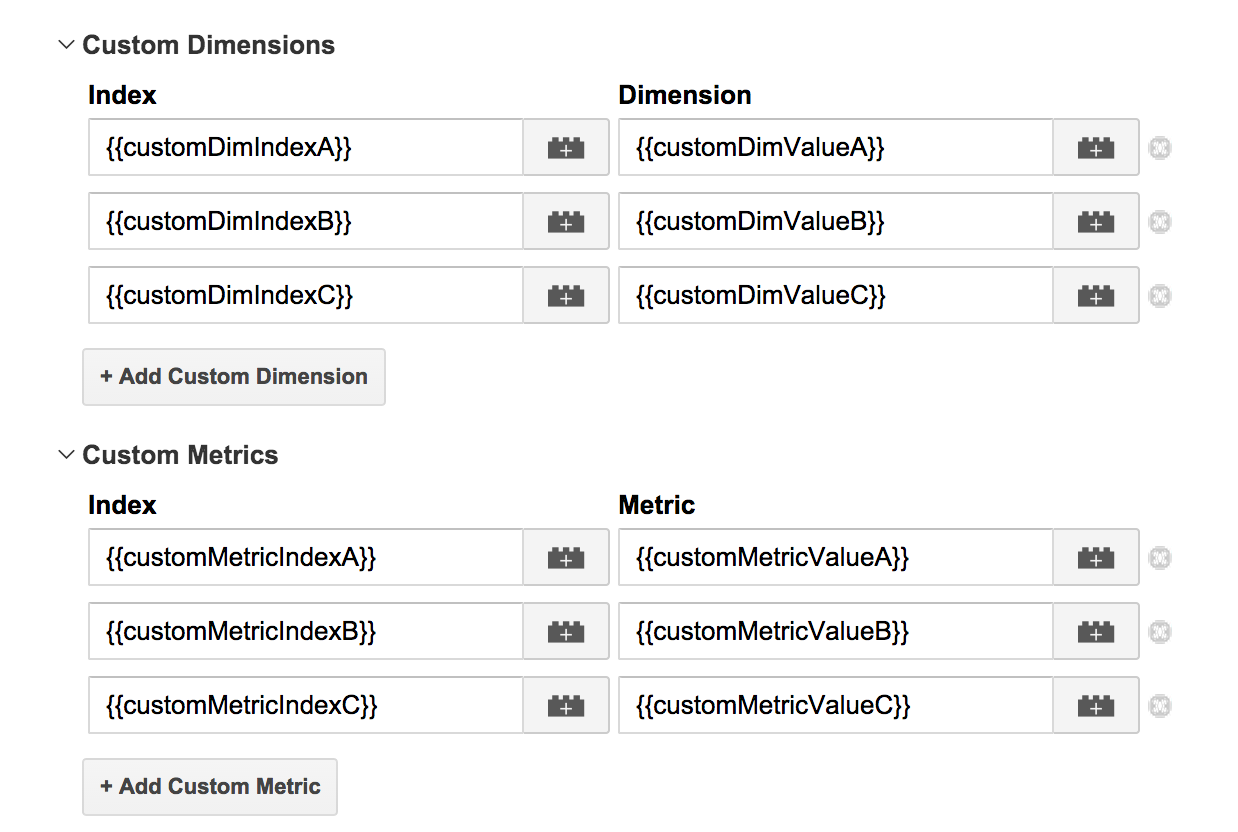 Custom Dimensions
Index Dimension
{{customDimIndexA}} {{customDimValueA}}
{{customDimIndexB}} {{customDimValueB}}
{{customDimIndexC}} {{customDimValueC}}
+ Add Custom Dimension
Custom Metrics
Index Metric
{{customMetricIndexA}} {{customMetricValueA}}
{{customMetricIndexB}} {{customMetricValueB}}
{{customMetricIndexC}} {{customMetricValueC}}
+ Add Custom Metric